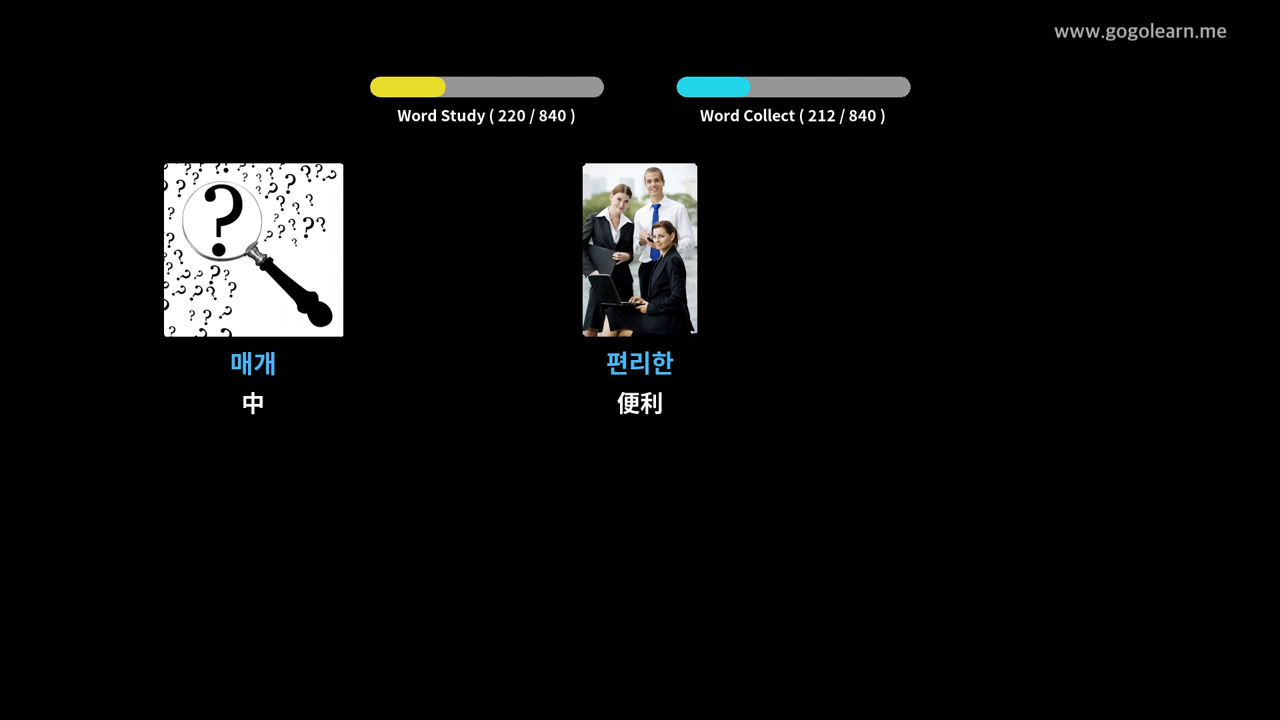 www.gogolearn.me
Word Study ( 220 / 840 )
Word Collect ( 212 / 840 )
매개
편리한
中
便利